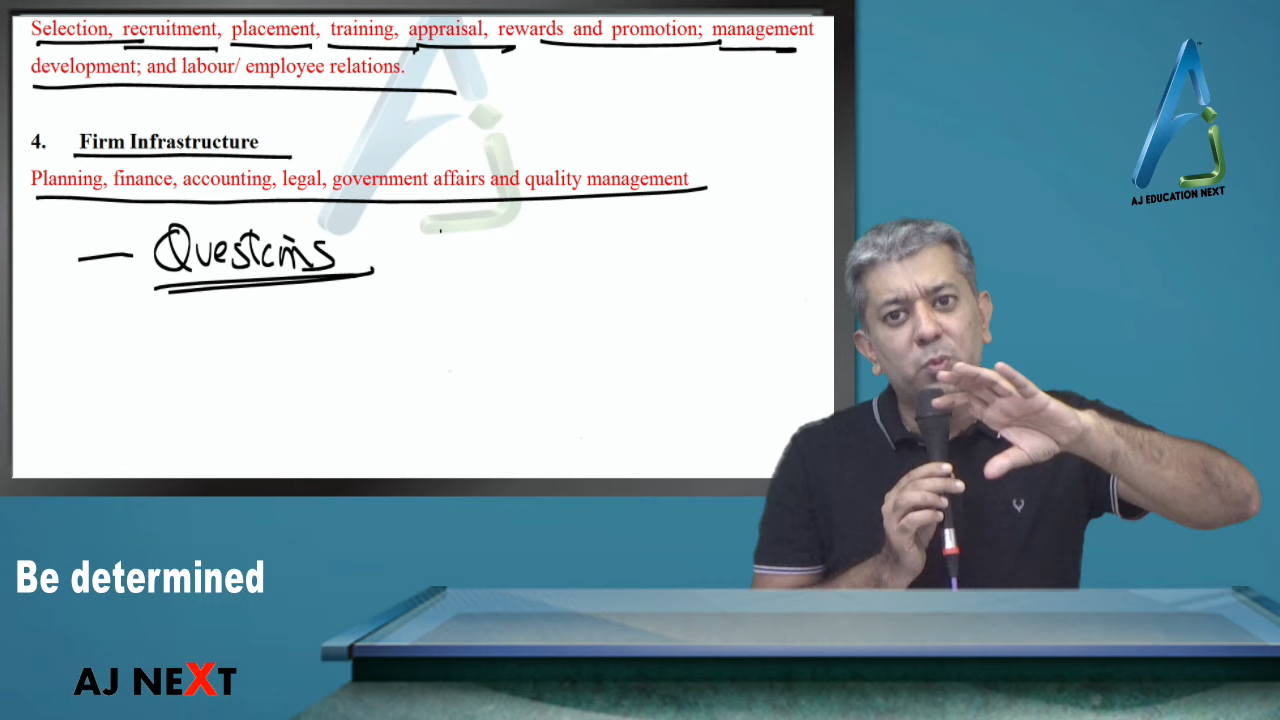 Selection, recruitment, placement, training, appraisal, rewards and promotion; management
development; and labour/ employee relations.
4. Firm Infrastructure
Planning, finance, accounting, legal, government affairs and quality management
— Questions
AJ EDUCATION NEXT
Be determined
AJ NEXT